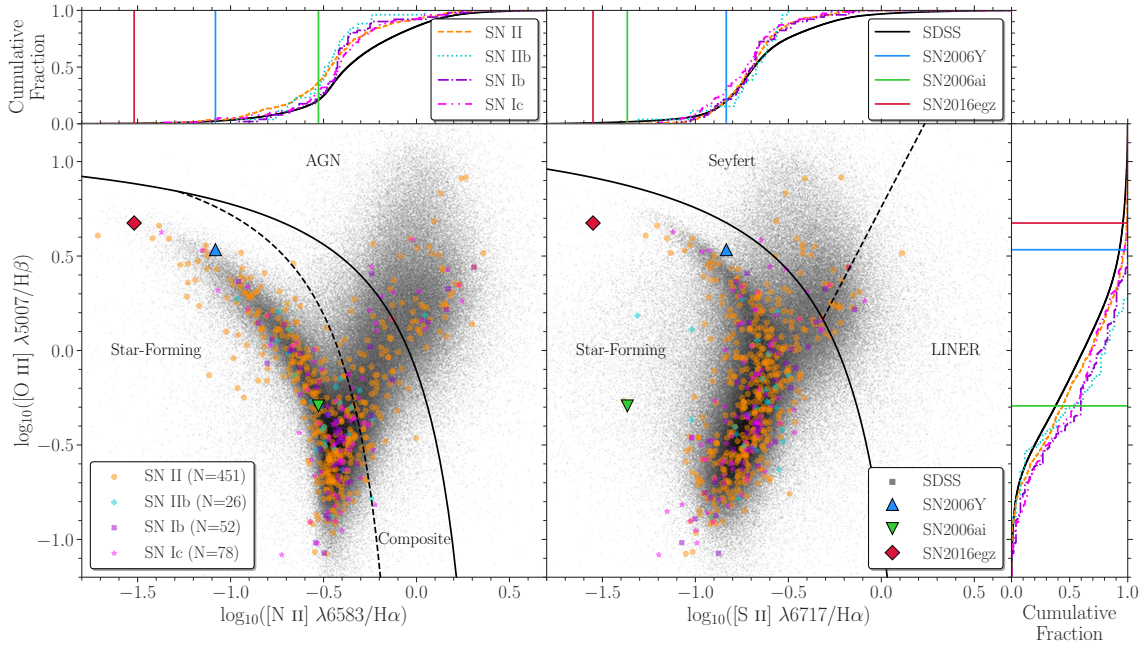 Cumulative
Fraction
1.0
0.5
0.0
SN II
SN IIb
SN Ib
SN Ic
SDSS
SN2006Y
SN2006ai
SN2016egz
log₁₀([O III] λ5007/Hβ)
1.0
0.5
0.0
−0.5
−1.0
AGN
Star-Forming
Composite
SN II (N=451)
SN IIb (N=26)
SN Ib (N=52)
SN Ic (N=78)
Seyfert
Star-Forming
LINER
SDSS
SN2006Y
SN2006ai
SN2016egz
−1.5 −1.0 −0.5 0.0 0.5
log₁₀([N II] λ6583/Hα)
−1.5 −1.0 −0.5 0.0 0.5
log₁₀([S II] λ6717/Hα)
0.0 0.5 1.0
Cumulative
Fraction